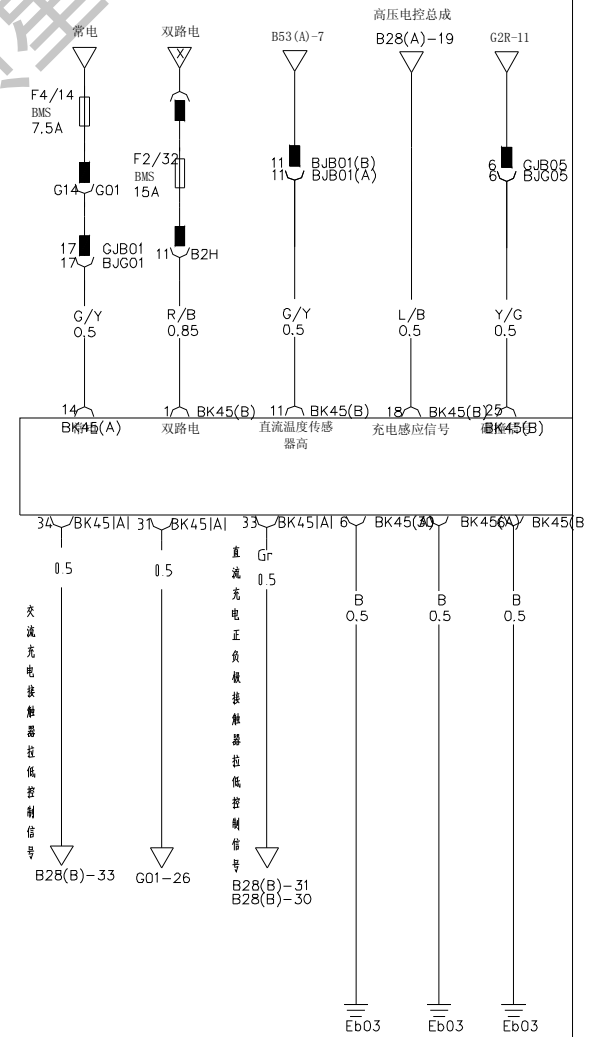 常电
双路电
B53(A)-7
高压电控总成
B28(A)-19
G2R-11
F4/14
BMS
7.5A
F2/32
BMS
15A
11 BJB01(B)
11 BJB01(A)
6 GJB05
6 BJG05
G14 G01
17 GJB01
17 BJG01
11 B2H
G/Y
0.5
R/B
0.85
G/Y
0.5
L/B
0.5
Y/G
0.5
14
BK45(A)
1 BK45(B)
11 BK45(B)
18 BK45(B)
25
BK45(B)
双路电
直流温度传感
器高
充电感应信号
34 BK45(A)
31 BK45(A)
33 BK45(A)
6 BK45(A)
30 BK45(A)
6 BK45(B
0.5
0.5
Gr
0.5
B
0.5
B
0.5
B
0.5
交流充电接触器拉低控制信号
直流充电正负极接触器拉低控制信号
B28(B)-33
G01-26
B28(B)-31
B28(B)-30
Eb03
Eb03
Eb03